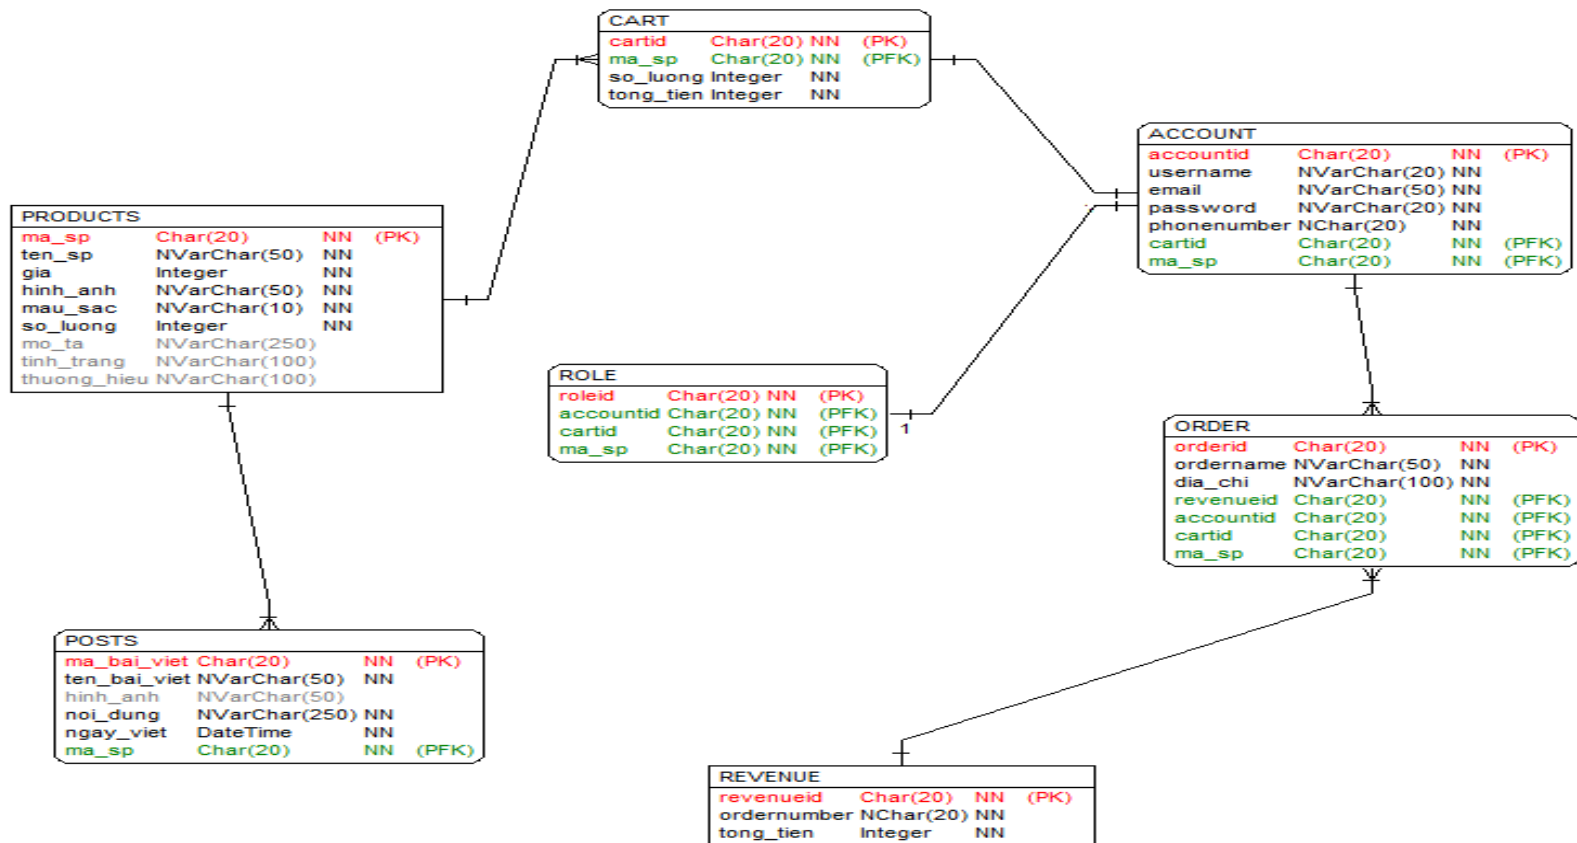 CART
cartid Char(20) NN (PK)
ma_sp Char(20) NN (PFK)
so_luong Integer NN
tong_tien Integer NN
ACCOUNT
accountid Char(20) NN (PK)
username NVarChar(20) NN
email NVarChar(50) NN
password NVarChar(20) NN
phonenumber NChar(20) NN
cartid Char(20) NN (PFK)
ma_sp Char(20) NN (PFK)
PRODUCTS
ma_sp Char(20) NN (PK)
ten_sp NVarChar(50) NN
gia Integer NN
hinh_anh NVarChar(50) NN
mau_sac NVarChar(10) NN
so_luong Integer NN
mo_ta NVarChar(250)
tinh_trang NVarChar(100)
thuong_hieu NVarChar(100)
ROLE
roleid Char(20) NN (PK)
accountid Char(20) NN (PFK)
cartid Char(20) NN (PFK)
ma_sp Char(20) NN (PFK)
1
ORDER
orderid Char(20) NN (PK)
ordername NVarChar(50) NN
dia_chi NVarChar(100) NN
revenueid Char(20) NN (PFK)
accountid Char(20) NN (PFK)
cartid Char(20) NN (PFK)
ma_sp Char(20) NN (PFK)
POSTS
ma_bai_viet Char(20) NN (PK)
ten_bai_viet NVarChar(50) NN
hinh_anh NVarChar(50)
noi_dung NVarChar(250) NN
ngay_viet DateTime NN
ma_sp Char(20) NN (PFK)
REVENUE
revenueid Char(20) NN (PK)
ordernumber NChar(20) NN
tong_tien Integer NN